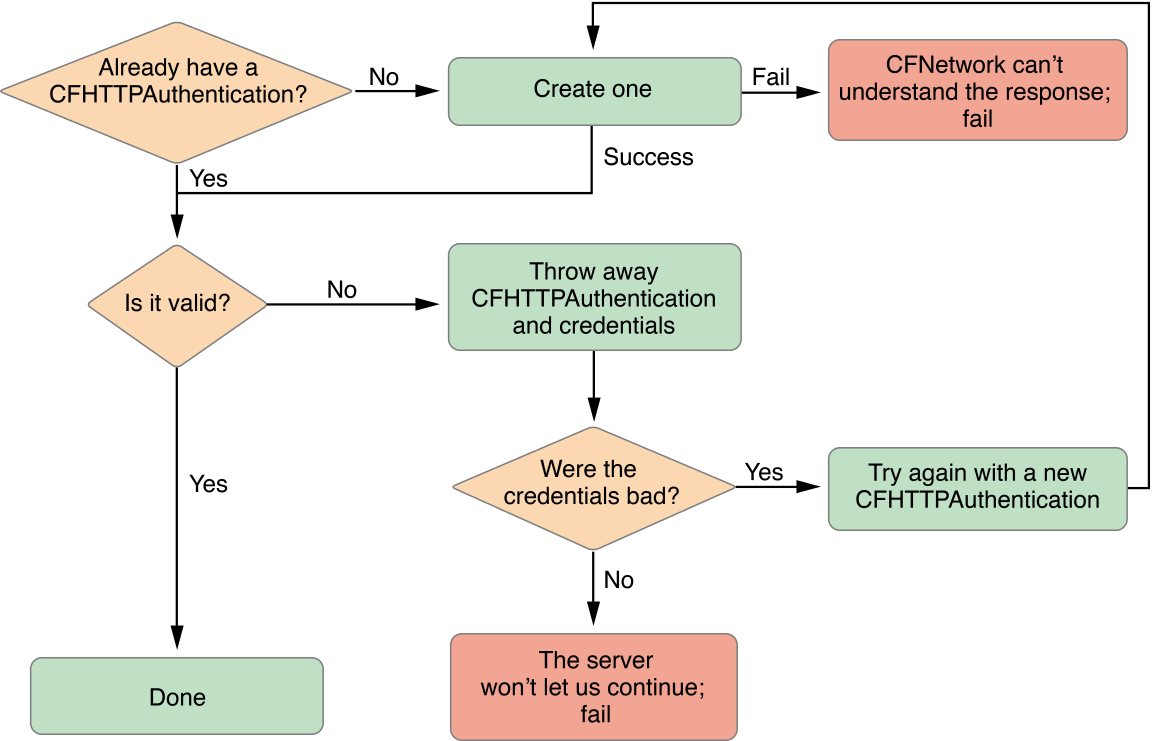 Already have a
CFHTTPAuthentication?
No
Create one
Fail
CFNetwork can't
understand the response;
fail
Success
Yes
Is it valid?
No
Throw away
CFHTTPAuthentication
and credentials
Yes
Were the
credentials bad?
Yes
Try again with a new
CFHTTPAuthentication
No
Done
The server
won't let us continue;
fail